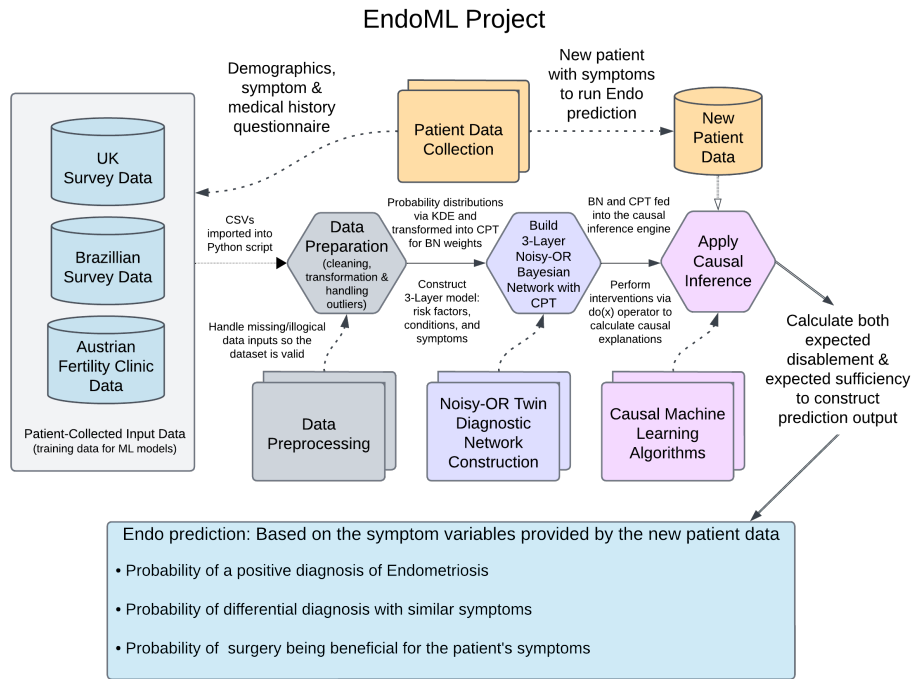 EndoML Project
Demographics,
symptom &
medical history
questionnaire
Patient Data
Collection
New patient
with symptoms
to run Endo
prediction
New
Patient
Data
UK
Survey Data
Brazillian
Survey Data
Austrian
Fertility Clinic
Data
Patient-Collected Input Data
(training data for ML models)
CSVs
imported into
Python script
Data
Preparation
(cleaning,
transformation &
handling
outliers)
Probability distributions
via KDE and
transformed into CPT
for BN weights
Construct
3-Layer model:
risk factors,
conditions, and
symptoms
Build
3-Layer
Noisy-OR
Bayesian
Network with
CPT
BN and CPT fed
into the causal
inference engine
Perform
interventions via
do(x) operator to
calculate causal
explanations
Apply
Causal
Inference
Handle missing/illogical
data inputs so the
dataset is valid
Data
Preprocessing
Noisy-OR Twin
Diagnostic
Network
Construction
Causal Machine
Learning
Algorithms
Calculate both
expected
disablement &
expected sufficiency
to construct
prediction output
Endo prediction: Based on the symptom variables provided by the new patient data
• Probability of a positive diagnosis of Endometriosis
• Probability of differential diagnosis with similar symptoms
• Probability of  surgery being beneficial for the patient's symptoms